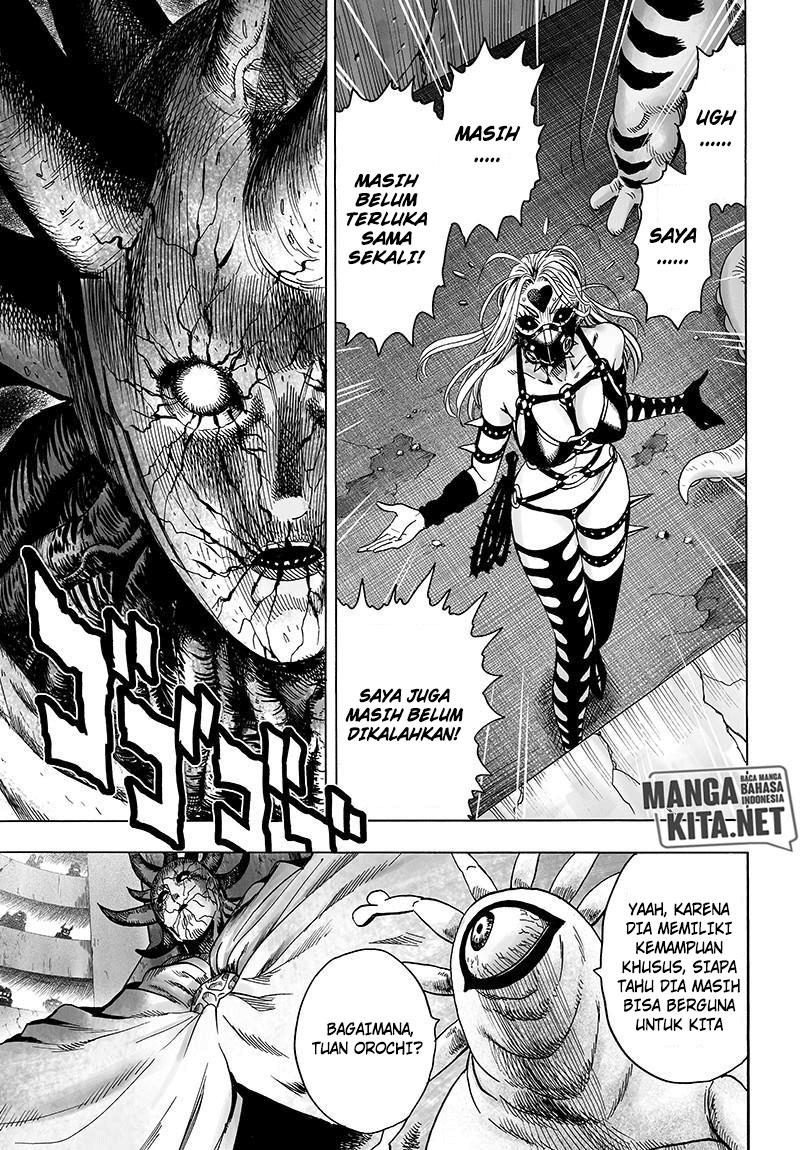 UGH
......
SAYA
......
MASIH
.....
MASIH
BELUM
TERLUKA
SAMA
SEKALI!
SAYA JUGA
MASIH BELUM
DIKALAHKAN!
ゴゴゴゴゴ
MANGA
KITA.NET
BACA MANGA
BAHASA
INDONESIA
YAAH, KARENA
DIA MEMILIKI
KEMAMPUAN
KHUSUS, SIAPA
TAHU DIA MASIH
BISA BERGUNA
UNTUK KITA
BAGAIMANA,
TUAN OROCHI?